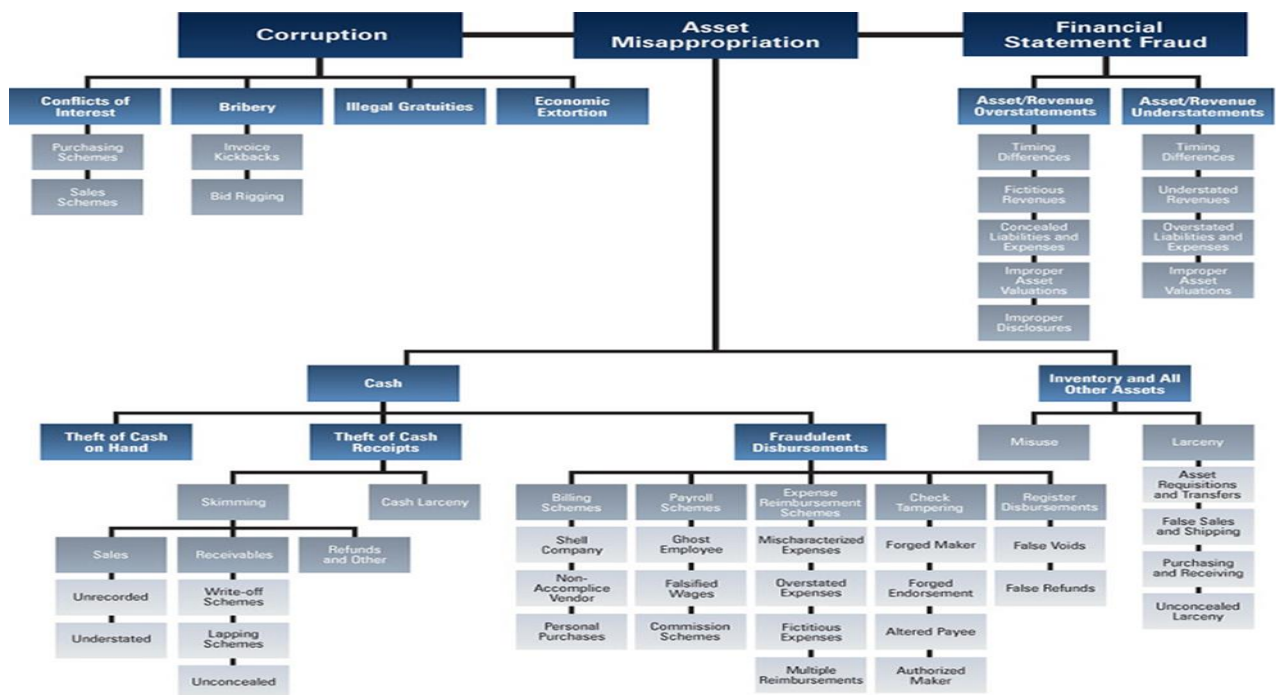 Corruption
Asset
Misappropriation
Financial
Statement Fraud
Conflicts of
Interest
Bribery
Illegal Gratuities
Economic
Extortion
Asset/Revenue
Overstatements
Asset/Revenue
Understatements
Purchasing
Schemes
Invoice
Kickbacks
Timing
Differences
Timing
Differences
Sales
Schemes
Bid Rigging
Fictitious
Revenues
Understated
Revenues
Concealed
Liabilities and
Expenses
Overstated
Liabilities and
Expenses
Improper
Asset
Valuations
Improper
Asset
Valuations
Improper
Disclosures
Cash
Inventory and All
Other Assets
Theft of Cash
on Hand
Theft of Cash
Receipts
Fraudulent
Disbursements
Misuse
Larceny
Skimming
Cash Larceny
Billing
Schemes
Payroll
Schemes
Expense
Reimbursement
Schemes
Check
Tampering
Register
Disbursements
Asset
Requisitions
and Transfers
Sales
Receivables
Refunds
and Other
Shell
Company
Ghost
Employee
Mischaracterized
Expenses
Forged Maker
False Voids
False Sales
and Shipping
Unrecorded
Write-off
Schemes
Non-
Accomplice
Vendor
Falsified
Wages
Overstated
Expenses
Forged
Endorsement
False Refunds
Purchasing
and Receiving
Understated
Lapping
Schemes
Personal
Purchases
Commission
Schemes
Fictitious
Expenses
Altered Payee
Unconcealed
Larceny
Unconcealed
Multiple
Reimbursements
Authorized
Maker